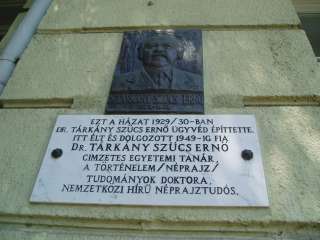 EZT A HÁZAT 1929/30-BAN
DR. TÁRKÁNY SZÜCS ERNŐ ÜGYVÉD ÉPÍTTETTE.
ITT ÉLT ÉS DOLGOZOTT 1949-IG FIA
DR. TÁRKÁNY SZÜCS ERNŐ
CIMZETES EGYETEMI TANÁR,
A TÖRTÉNELEM /NÉPRAJZ/
TUDOMÁNYOK DOKTORA,
NEMZETKÖZI HÍRŰ NÉPRAJZTUDÓS.